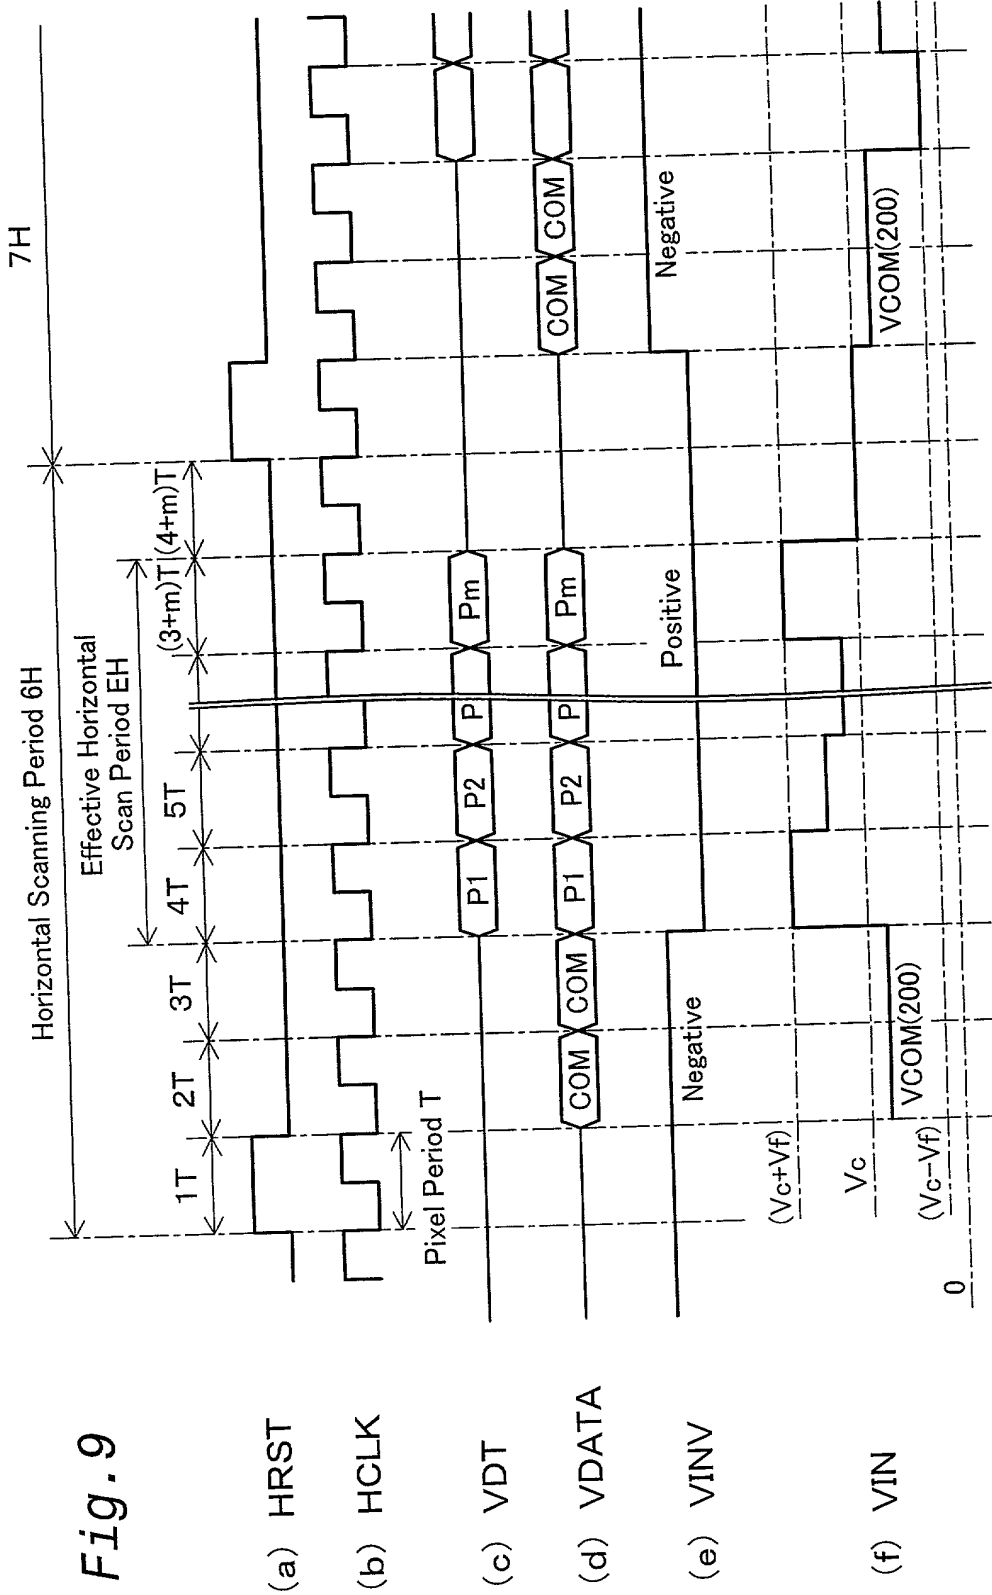 Fig.9
Horizontal Scanning Period 6H
7H
Effective Horizontal
Scan Period EH
1T
2T
3T
4T
5T
(3+m)T
(4+m)T
(a) HRST
(b) HCLK
Pixel Period T
(c) VDT
P1
P2
P
Pm
(d) VDATA
COM
COM
P1
P2
P
Pm
COM
COM
(e) VINV
Negative
Positive
Negative
(f) VIN
(Vc+Vf)
Vc
(Vc-Vf)
0
VCOM(200)
VCOM(200)